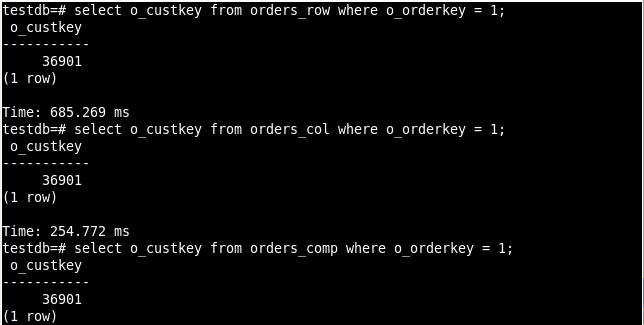 testdb=# select o_custkey from orders_row where o_orderkey = 1;
 o_custkey
-----------
     36901
(1 row)

Time: 685.269 ms
testdb=# select o_custkey from orders_col where o_orderkey = 1;
 o_custkey
-----------
     36901
(1 row)

Time: 254.772 ms
testdb=# select o_custkey from orders_comp where o_orderkey = 1;
 o_custkey
-----------
     36901
(1 row)